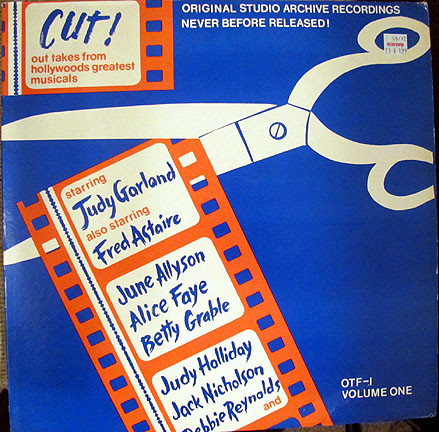 CUT!
out takes from
hollywoods greatest
musicals
ORIGINAL STUDIO ARCHIVE RECORDINGS
NEVER BEFORE RELEASED!
starring
Judy Garland
also starring
Fred Astaire
June Allyson
Alice Faye
Betty Grable
Judy Holliday
Jack Nicholson
Debbie Reynolds
and
OTF-1
VOLUME ONE